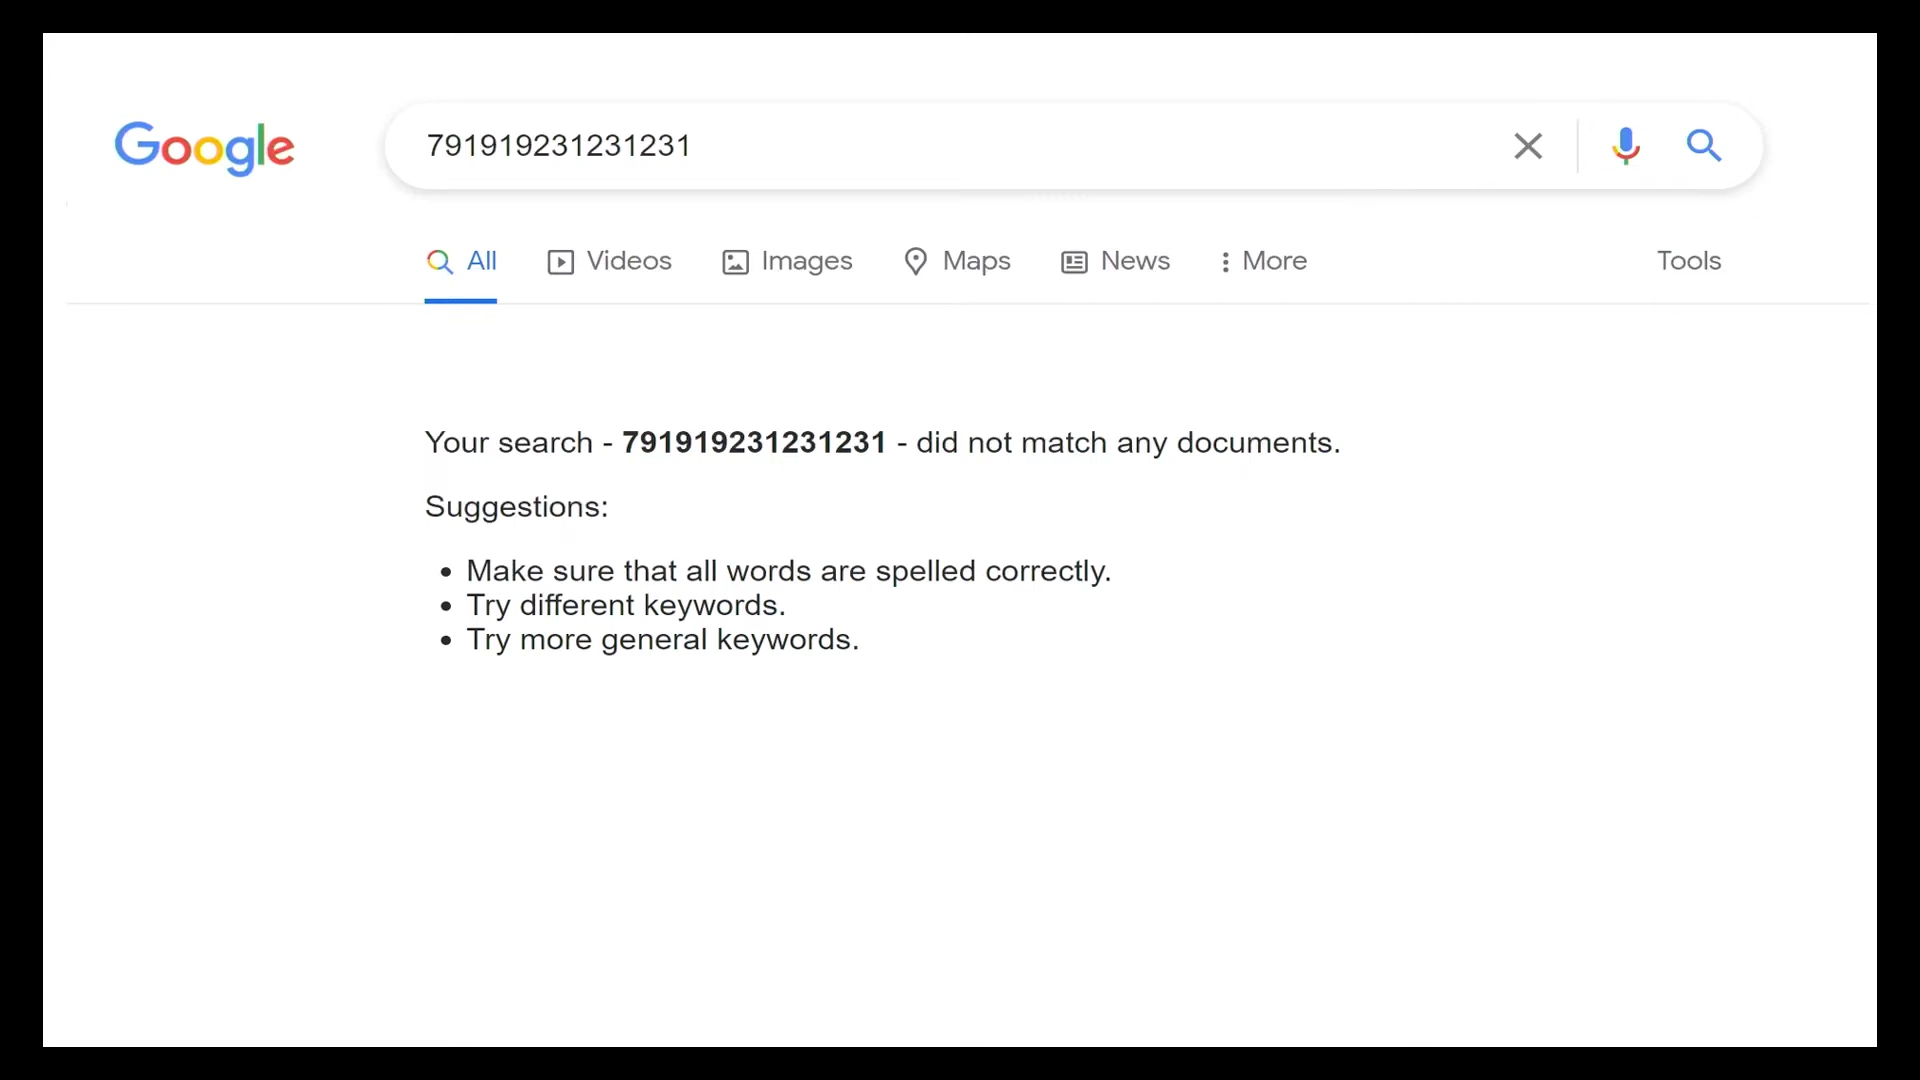 Google
791919231231231
All Videos Images Maps News More Tools
Your search - 791919231231231 - did not match any documents.
Suggestions:
• Make sure that all words are spelled correctly.
• Try different keywords.
• Try more general keywords.